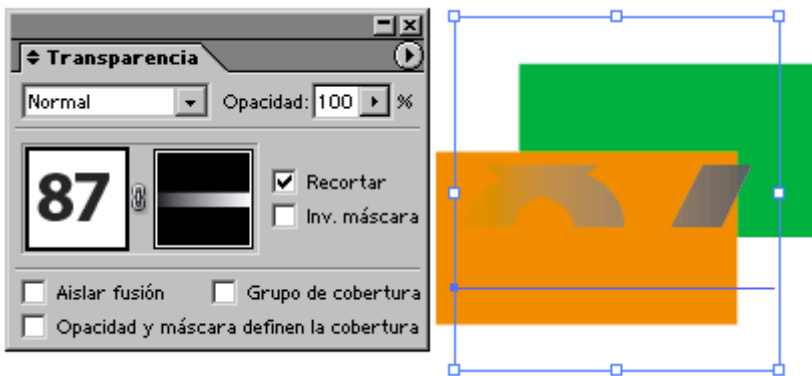 Transparencia
Normal Opacidad: 100 %
87
Recortar
Inv. máscara
Aislar fusión Grupo de cobertura
Opacidad y máscara definen la cobertura